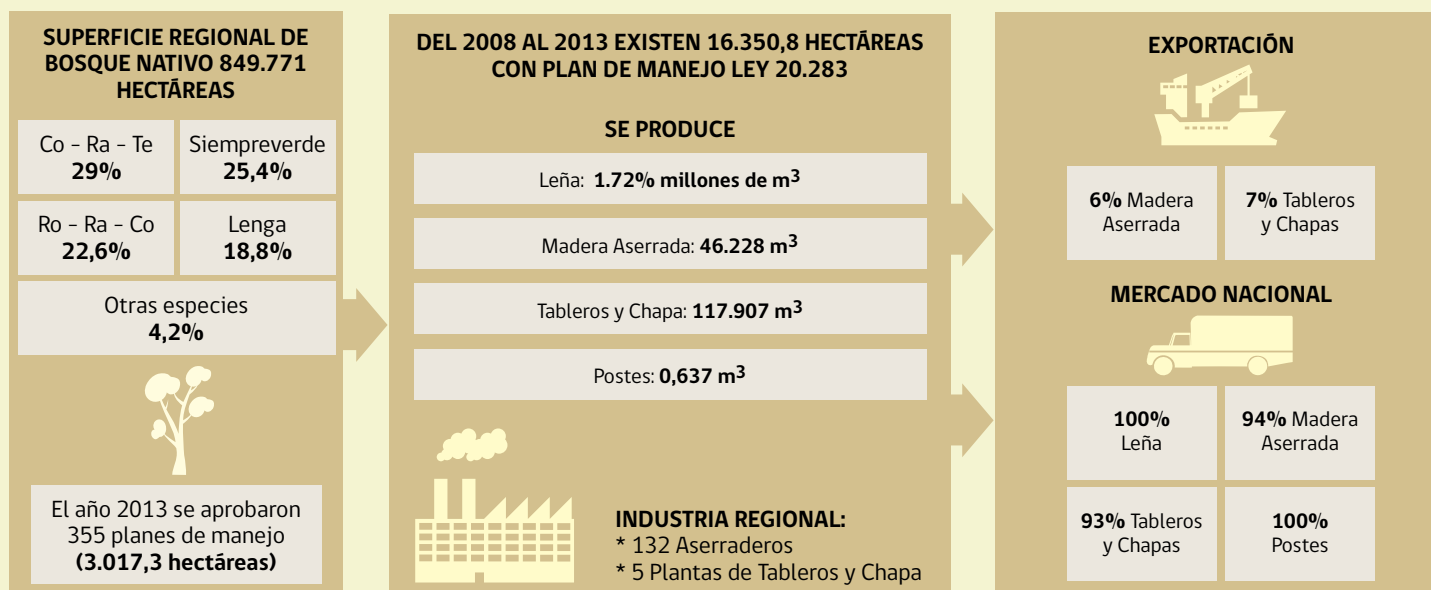 SUPERFICIE REGIONAL DE
BOSQUE NATIVO 849.771
HECTÁREAS
Co - Ra - Te
29%
Siempreverde
25,4%
Ro - Ra - Co
22,6%
Lenga
18,8%
Otras especies
4,2%
El año 2013 se aprobaron
355 planes de manejo
(3.017,3 hectáreas)
DEL 2008 AL 2013 EXISTEN 16.350,8 HECTÁREAS
CON PLAN DE MANEJO LEY 20.283
SE PRODUCE
Leña: 1.72% millones de m³
Madera Aserrada: 46.228 m³
Tableros y Chapa: 117.907 m³
Postes: 0,637 m³
INDUSTRIA REGIONAL:
* 132 Aserraderos
* 5 Plantas de Tableros y Chapa
EXPORTACIÓN
6% Madera
Aserrada
7% Tableros
y Chapas
MERCADO NACIONAL
100%
Leña
94% Madera
Aserrada
93% Tableros
y Chapas
100%
Postes